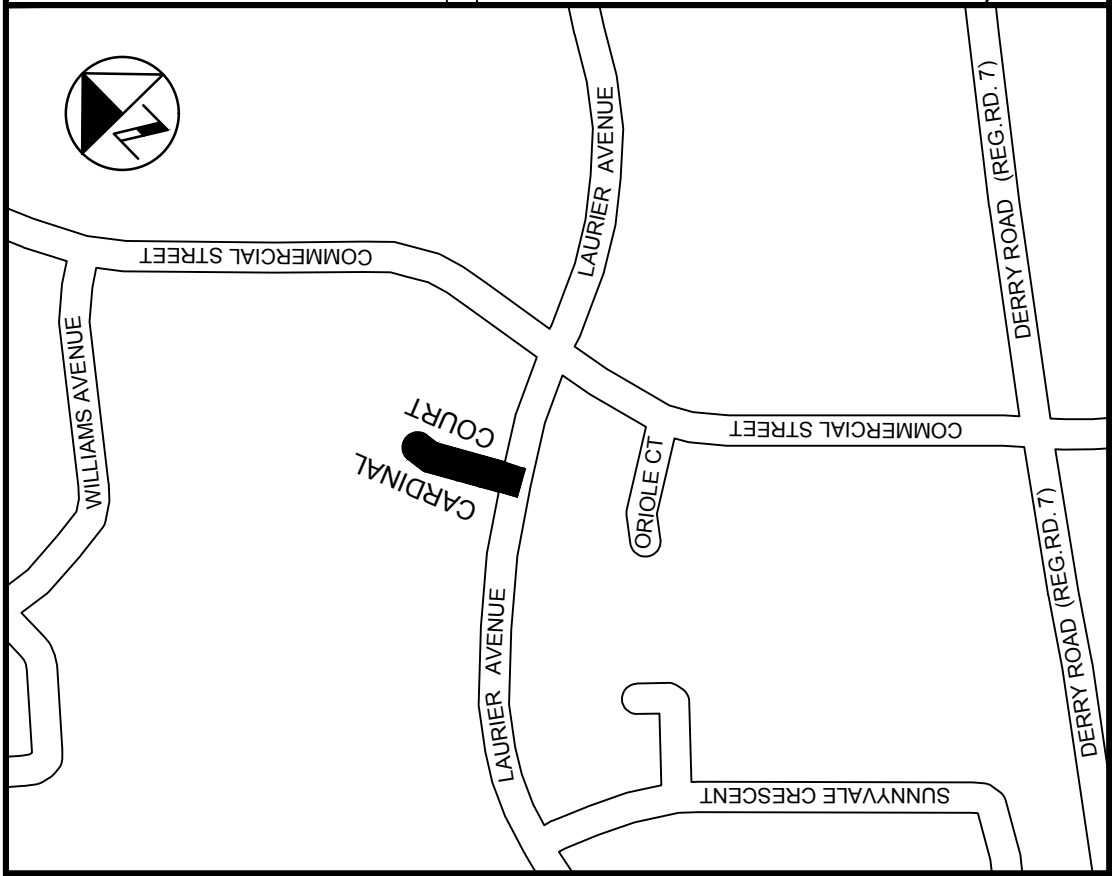 LAURIER AVENUE
DERRY ROAD (REG.RD. 7)
COMMERCIAL STREET
WILLIAMS AVENUE
CARDINAL
COURT
COMMERCIAL STREET
ORIOLE CT
LAURIER AVENUE
DERRY ROAD (REG.RD. 7)
SUNNYVALE CRESCENT